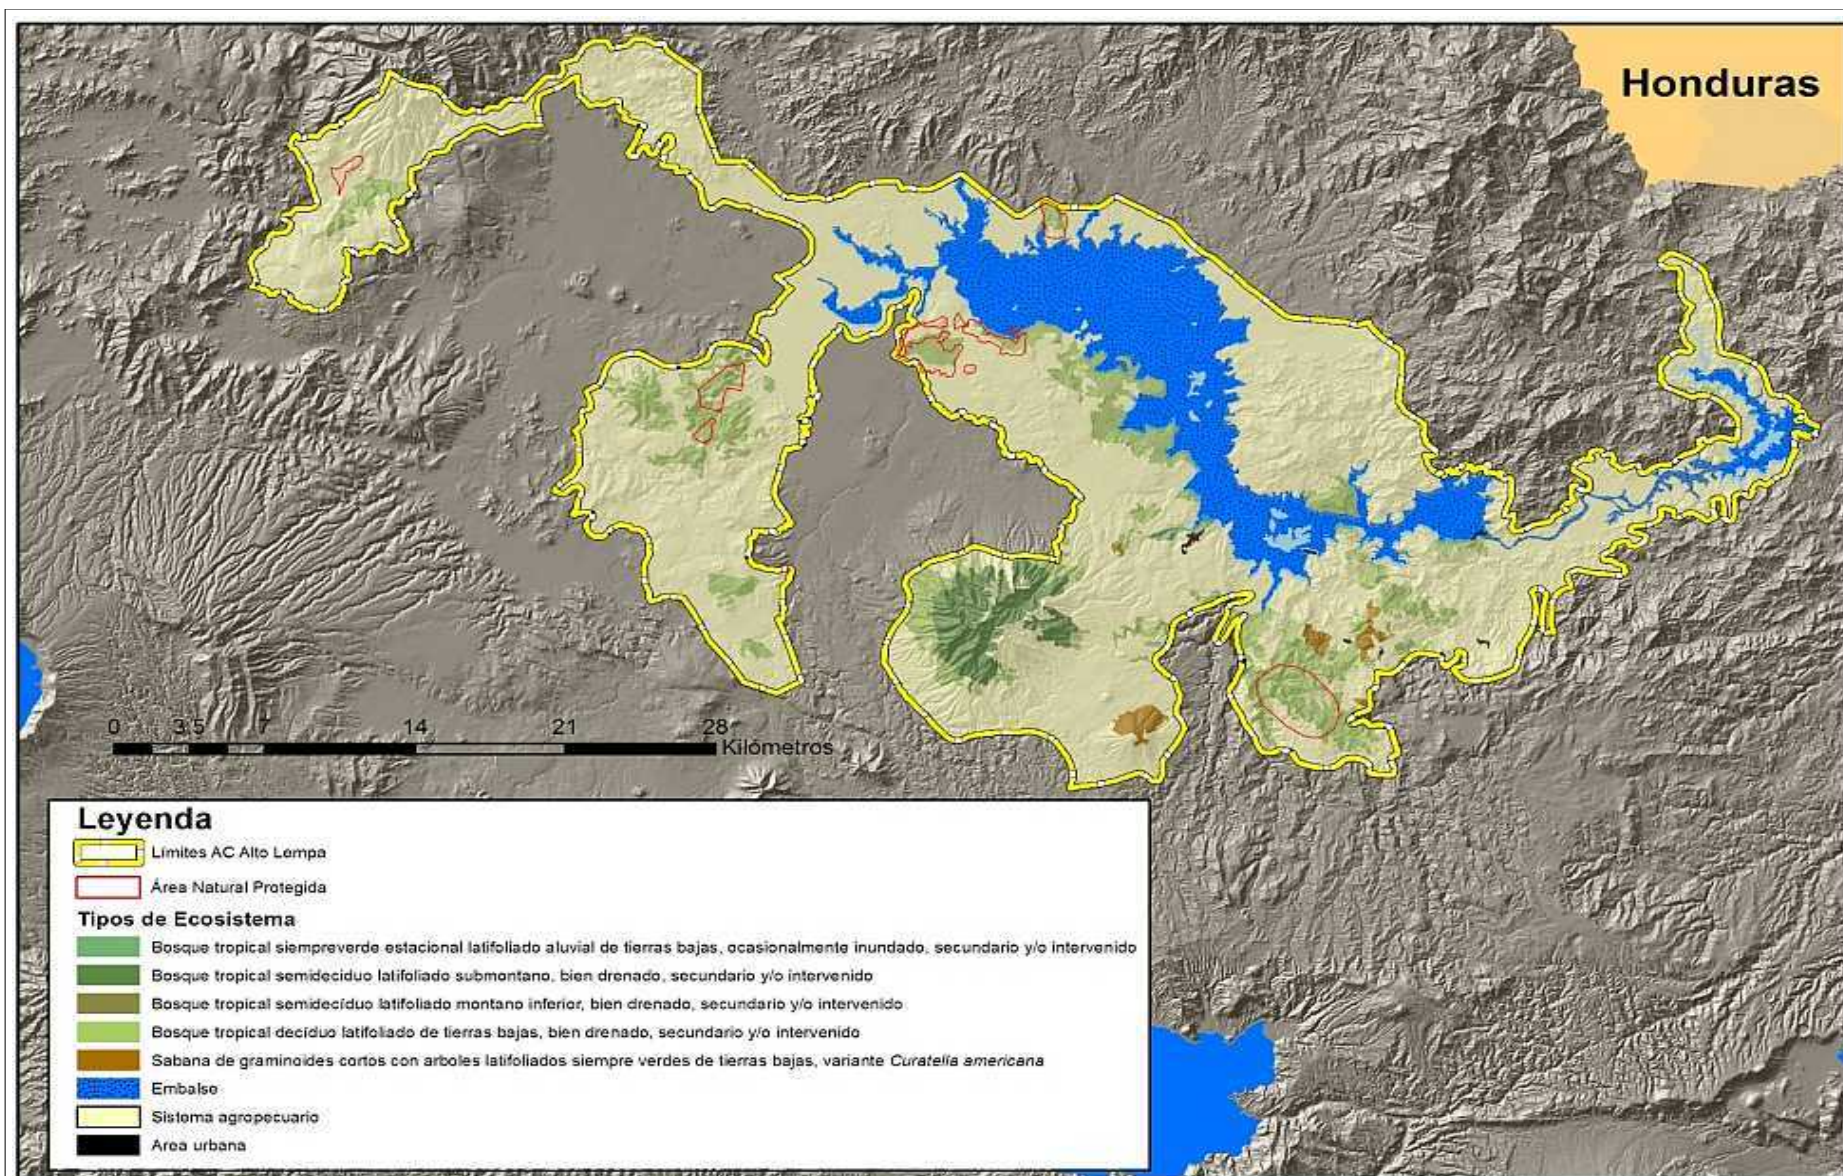 Honduras
0 3.5 7 14 21 28
Kilómetros
Leyenda
Límites AC Alto Lempa
Área Natural Protegida
Tipos de Ecosistema
Bosque tropical siempreverde estacional latifoliado aluvial de tierras bajas, ocasionalmente inundado, secundario y/o intervenido
Bosque tropical semideciduo latifoliado submontano, bien drenado, secundario y/o intervenido
Bosque tropical semidecíduo latifoliado montano inferior, bien drenado, secundario y/o intervenido
Bosque tropical decíduo latifoliado de tierras bajas, bien drenado, secundario y/o intervenido
Sabana de graminoides cortos con arboles latifoliados siempre verdes de tierras bajas, variante Curatella americana
Embalse
Sistema agropecuario
Area urbana